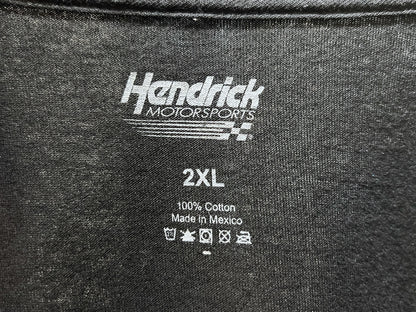 Hendrick
MOTORSPORTS
2XL
100% Cotton
Made in Mexico